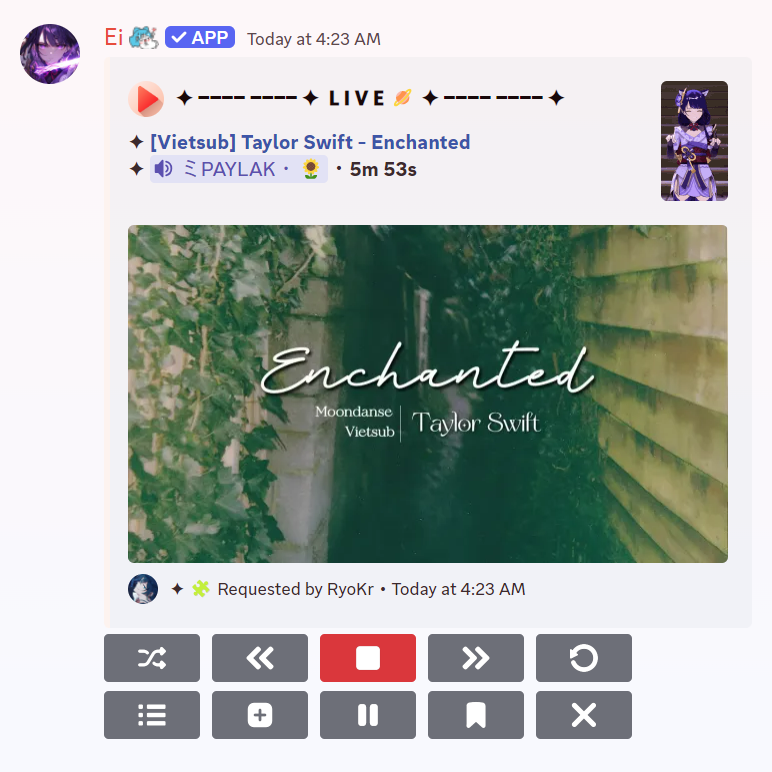 Ei ✓ APP Today at 4:23 AM
✦ ━━━━ ━━━━ ✦ LIVE 🪐 ✦ ━━━━ ━━━━ ✦
✦ [Vietsub] Taylor Swift - Enchanted
✦ 🔊 ミPAYLAK・ 🌻 • 5m 53s
Enchanted
Moondanse
Vietsub | Taylor Swift
✦ 🧩 Requested by RyoKr • Today at 4:23 AM